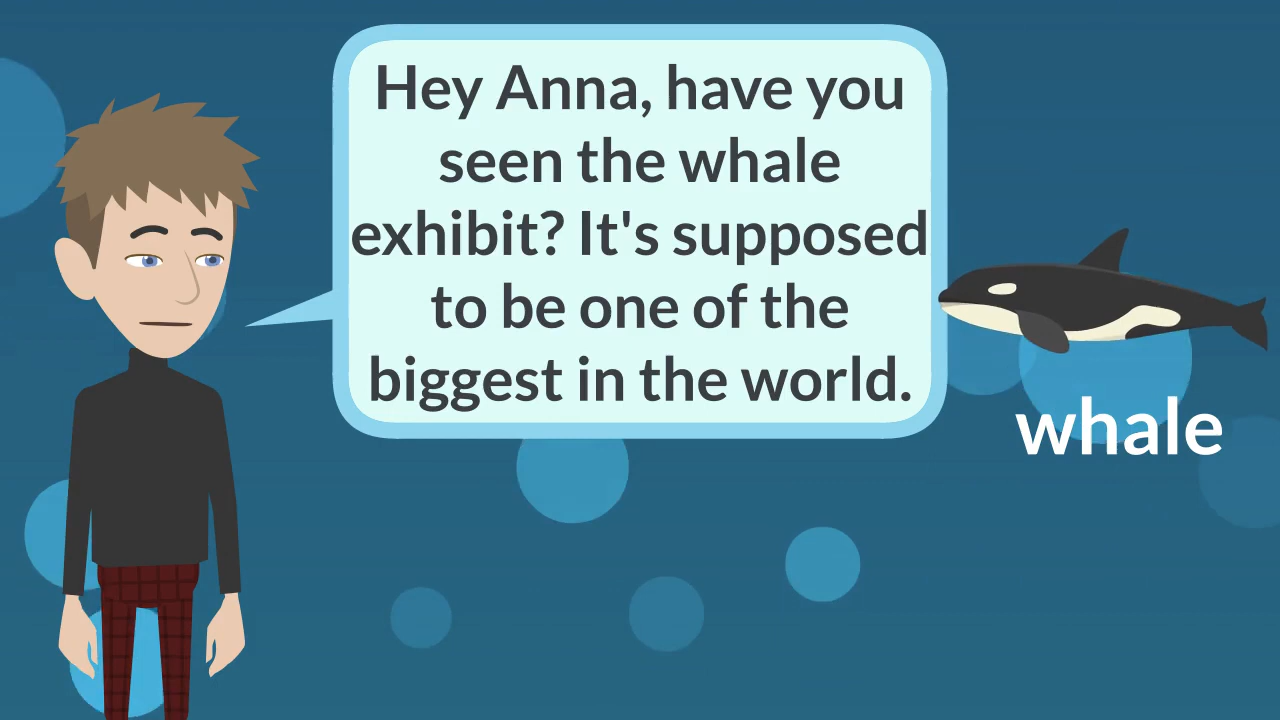 Hey Anna, have you
seen the whale
exhibit? It's supposed
to be one of the
biggest in the world.
whale